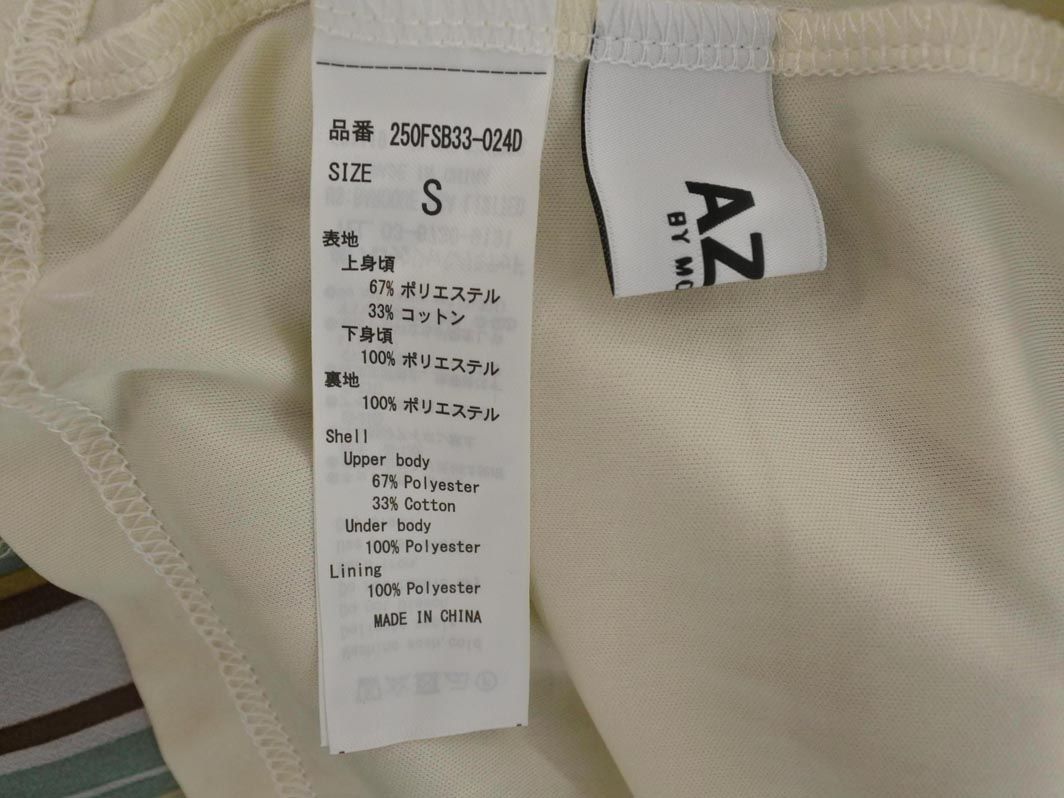 品番 250FSB33-024D
SIZE
S
表地
上身頃
67% ポリエステル
33% コットン
下身頃
100% ポリエステル
裏地
100% ポリエステル
Shell
Upper body
67% Polyester
33% Cotton
Under body
100% Polyester
Lining
100% Polyester
MADE IN CHINA
AZ
BY MO